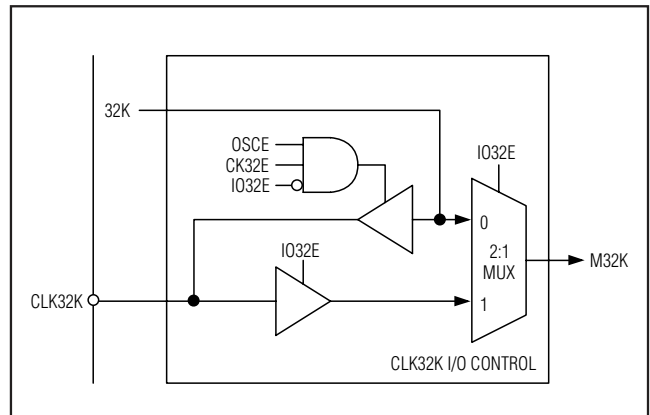 32K
OSCE
CK32E
IO32E
IO32E
0
2:1
MUX
IO32E
M32K
CLK32K
1
CLK32K I/O CONTROL